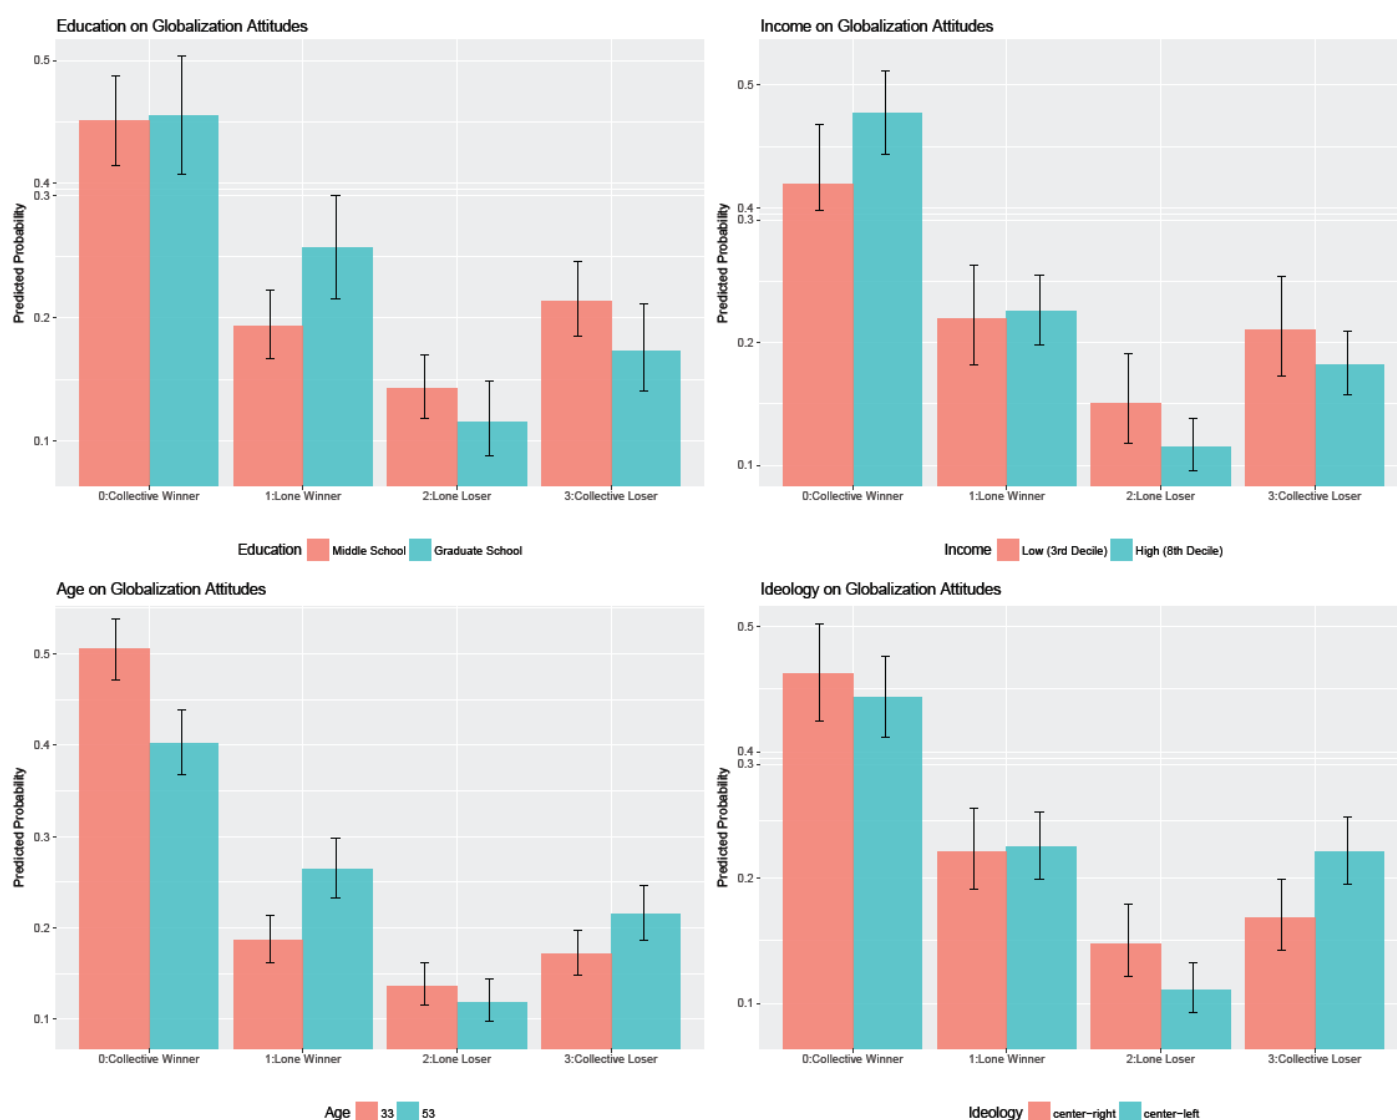 Education on Globalization Attitudes
Predicted Probability
0.5
0.4
0.3
0.2
0.1
0:Collective Winner 1:Lone Winner 2:Lone Loser 3:Collective Loser
Education Middle School Graduate School
Income on Globalization Attitudes
Predicted Probability
0.5
0.4
0.3
0.2
0.1
0:Collective Winner 1:Lone Winner 2:Lone Loser 3:Collective Loser
Income Low (3rd Decile) High (8th Decile)
Age on Globalization Attitudes
Predicted Probability
0.5
0.4
0.3
0.2
0.1
0:Collective Winner 1:Lone Winner 2:Lone Loser 3:Collective Loser
Age 33 53
Ideology on Globalization Attitudes
Predicted Probability
0.5
0.4
0.3
0.2
0.1
0:Collective Winner 1:Lone Winner 2:Lone Loser 3:Collective Loser
Ideology center−right center−left